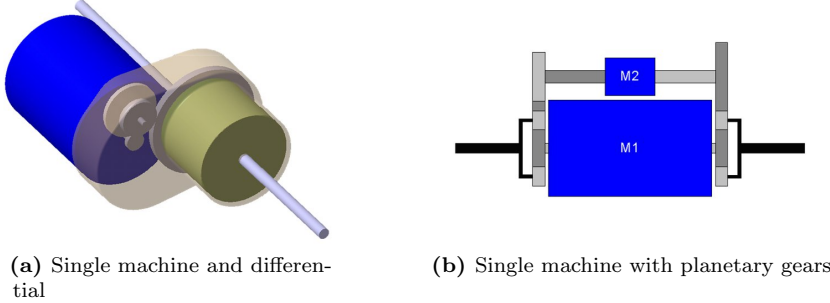 M2
M1
(a) Single machine and differen-
tial
(b) Single machine with planetary gears